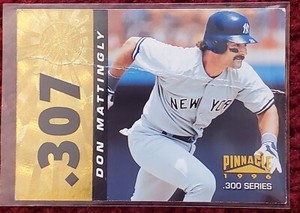 .307
DON MATTINGLY
NEW YORK
PINNACLE
1996
.300 SERIES